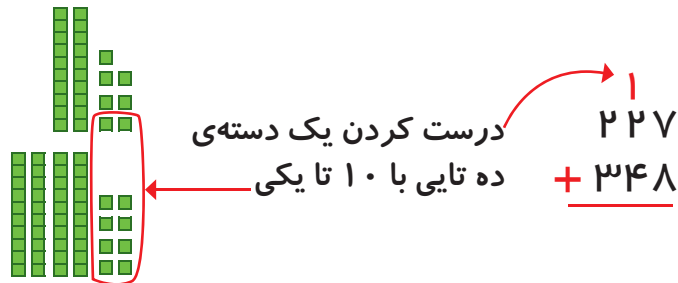 درست کردن یک دسته‌ی
ده تایی با ۱۰ تا یکی
۱
۲۲۷
+ ۳۴۸